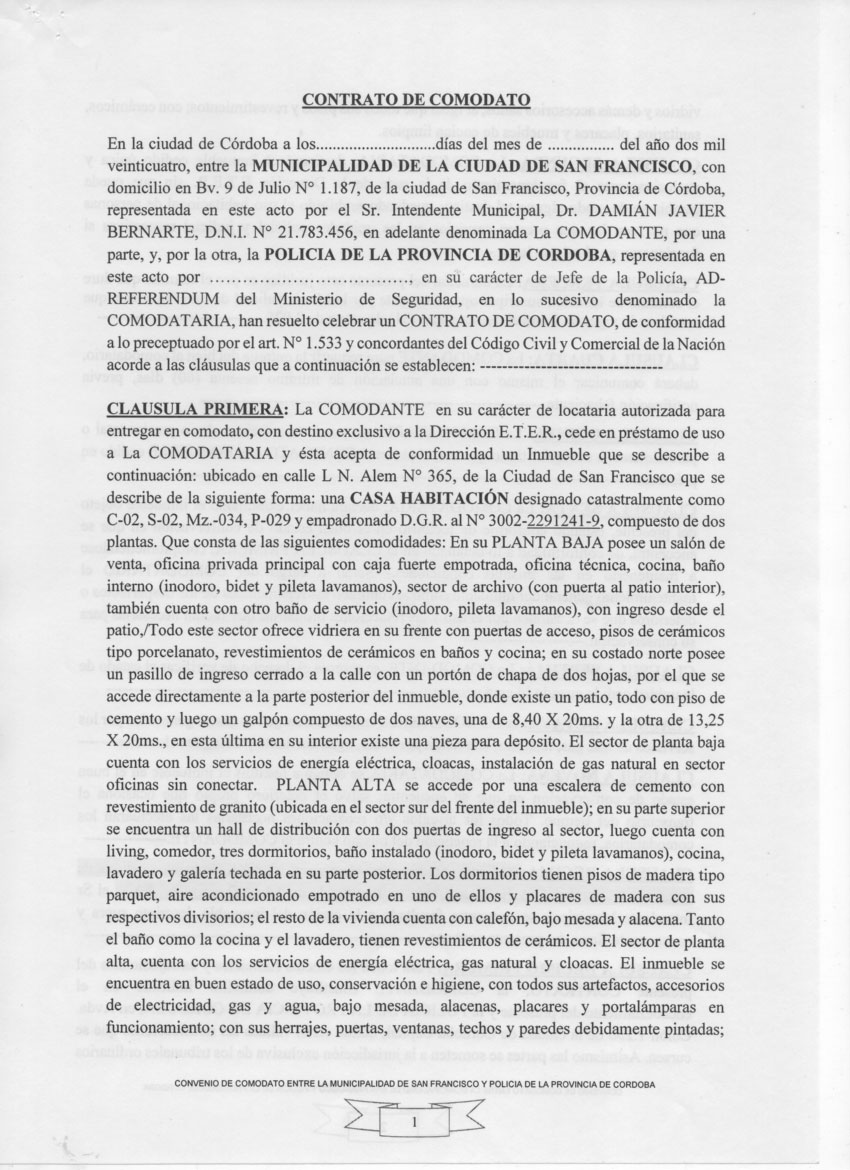 CONTRATO DE COMODATO
En la ciudad de Córdoba a los.............................días del mes de ................ del año dos mil
veinticuatro, entre la MUNICIPALIDAD DE LA CIUDAD DE SAN FRANCISCO, con
domicilio en Bv. 9 de Julio N° 1.187, de la ciudad de San Francisco, Provincia de Córdoba,
representada en este acto por el Sr. Intendente Municipal, Dr. DAMIÁN JAVIER
BERNARTE, D.N.I. N° 21.783.456, en adelante denominada La COMODANTE, por una
parte, y, por la otra, la POLICIA DE LA PROVINCIA DE CORDOBA, representada en
este acto por ...................................., en su carácter de Jefe de la Policía, AD-
REFERENDUM del Ministerio de Seguridad, en lo sucesivo denominado la
COMODATARIA, han resuelto celebrar un CONTRATO DE COMODATO, de conformidad
a lo preceptuado por el art. N° 1.533 y concordantes del Código Civil y Comercial de la Nación
acorde a las cláusulas que a continuación se establecen: ---------------------------------
CLAUSULA PRIMERA: La COMODANTE en su carácter de locataria autorizada para
entregar en comodato, con destino exclusivo a la Dirección E.T.E.R., cede en préstamo de uso
a La COMODATARIA y ésta acepta de conformidad un Inmueble que se describe a
continuación: ubicado en calle L N. Alem N° 365, de la Ciudad de San Francisco que se
describe de la siguiente forma: una CASA HABITACIÓN designado catastralmente como
C-02, S-02, Mz.-034, P-029 y empadronado D.G.R. al N° 3002-2291241-9, compuesto de dos
plantas. Que consta de las siguientes comodidades: En su PLANTA BAJA posee un salón de
venta, oficina privada principal con caja fuerte empotrada, oficina técnica, cocina, baño
interno (inodoro, bidet y pileta lavamanos), sector de archivo (con puerta al patio interior),
también cuenta con otro baño de servicio (inodoro, pileta lavamanos), con ingreso desde el
patio,/Todo este sector ofrece vidriera en su frente con puertas de acceso, pisos de cerámicos
tipo porcelanato, revestimientos de cerámicos en baños y cocina; en su costado norte posee
un pasillo de ingreso cerrado a la calle con un portón de chapa de dos hojas, por el que se
accede directamente a la parte posterior del inmueble, donde existe un patio, todo con piso de
cemento y luego un galpón compuesto de dos naves, una de 8,40 X 20ms. y la otra de 13,25
X 20ms., en esta última en su interior existe una pieza para depósito. El sector de planta baja
cuenta con los servicios de energía eléctrica, cloacas, instalación de gas natural en sector
oficinas sin conectar. PLANTA ALTA se accede por una escalera de cemento con
revestimiento de granito (ubicada en el sector sur del frente del inmueble); en su parte superior
se encuentra un hall de distribución con dos puertas de ingreso al sector, luego cuenta con
living, comedor, tres dormitorios, baño instalado (inodoro, bidet y pileta lavamanos), cocina,
lavadero y galería techada en su parte posterior. Los dormitorios tienen pisos de madera tipo
parquet, aire acondicionado empotrado en uno de ellos y placares de madera con sus
respectivos divisorios; el resto de la vivienda cuenta con calefón, bajo mesada y alacena. Tanto
el baño como la cocina y el lavadero, tienen revestimientos de cerámicos. El sector de planta
alta, cuenta con los servicios de energía eléctrica, gas natural y cloacas. El inmueble se
encuentra en buen estado de uso, conservación e higiene, con todos sus artefactos, accesorios
de electricidad, gas y agua, bajo mesada, alacenas, placares y portalámparas en
funcionamiento; con sus herrajes, puertas, ventanas, techos y paredes debidamente pintadas;
CONVENIO DE COMODATO ENTRE LA MUNICIPALIDAD DE SAN FRANCISCO Y POLICIA DE LA PROVINCIA DE CORDOBA
1